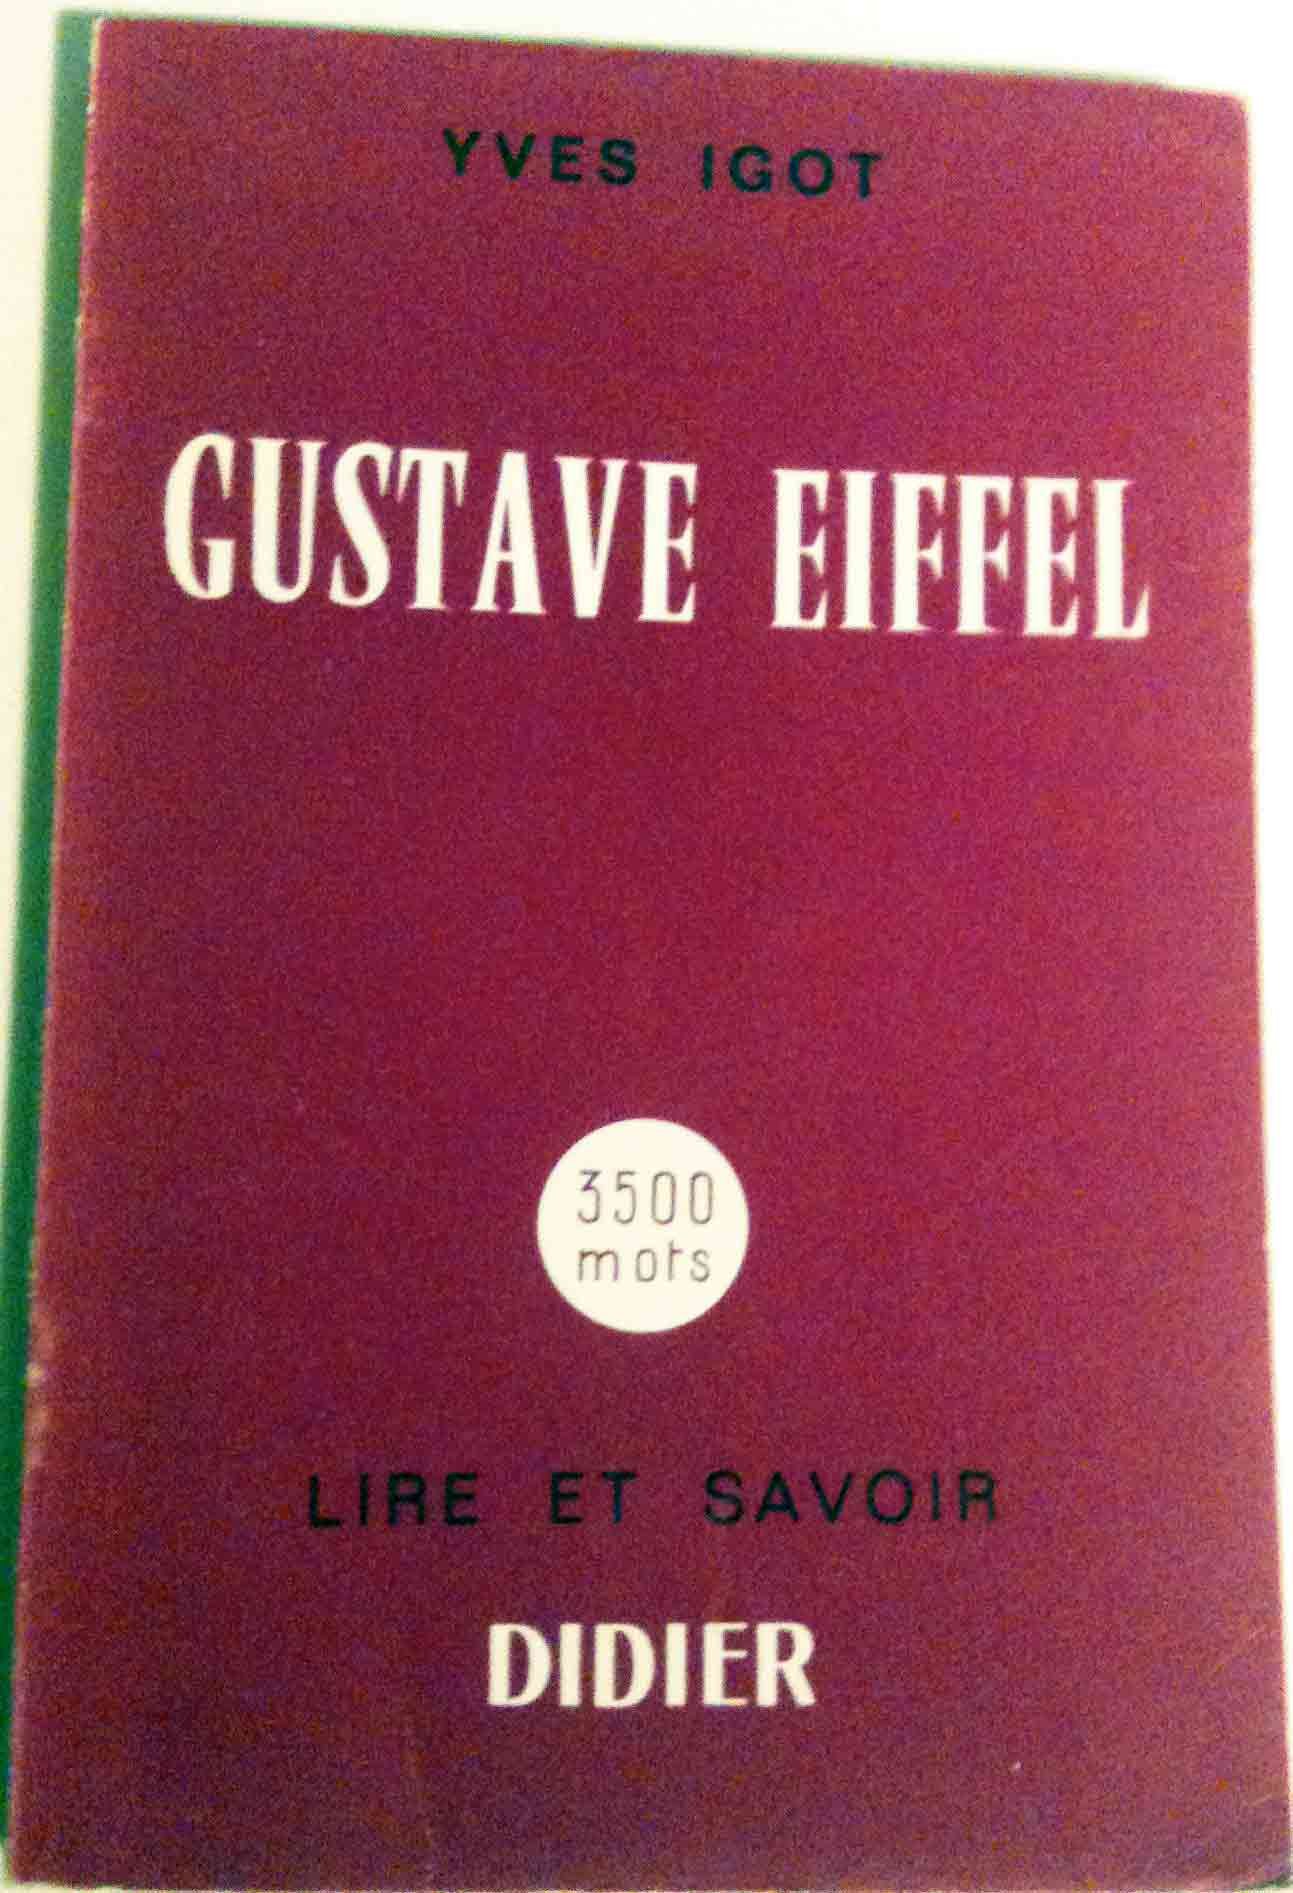 YVES IGOT
GUSTAVE EIFFEL
3500
mots
LIRE ET SAVOIR
DIDIER